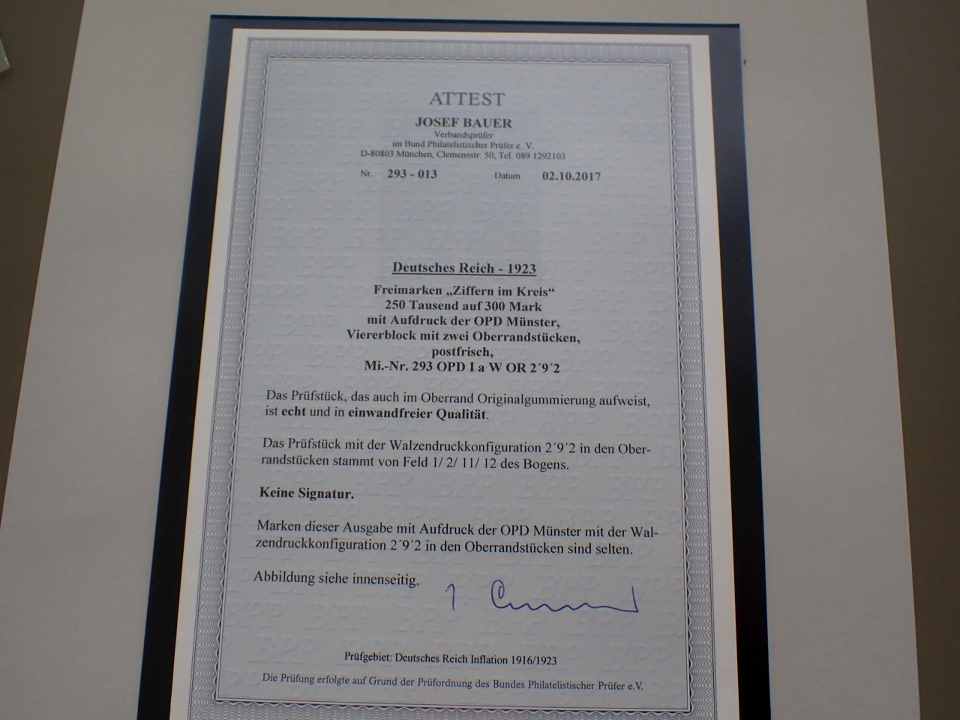 ATTEST
JOSEF BAUER
Verbandsprüfer
im Bund Philatelistischer Prüfer e. V.
D-80803 München, Clemensstr. 50, Tel. 089 1292103
Nr. 293 - 013 Datum 02.10.2017
Deutsches Reich - 1923
Freimarken „Ziffern im Kreis“
250 Tausend auf 300 Mark
mit Aufdruck der OPD Münster,
Viererblock mit zwei Oberrandstücken,
postfrisch,
Mi.-Nr. 293 OPD I a W OR 2´9´2
Das Prüfstück, das auch im Oberrand Originalgummierung aufweist,
ist echt und in einwandfreier Qualität.
Das Prüfstück mit der Walzendruckkonfiguration 2´9´2 in den Ober-
randstücken stammt von Feld 1/ 2/ 11/ 12 des Bogens.
Keine Signatur.
Marken dieser Ausgabe mit Aufdruck der OPD Münster mit der Wal-
zendruckkonfiguration 2´9´2 in den Oberrandstücken sind selten.
Abbildung siehe innenseitig.
Prüfgebiet: Deutsches Reich Inflation 1916/1923
Die Prüfung erfolgte auf Grund der Prüfordnung des Bundes Philatelistischer Prüfer e.V.